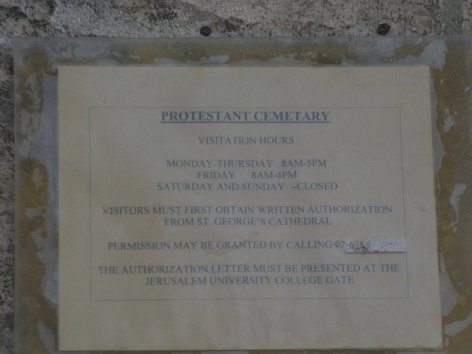 PROTESTANT CEMETARY
VISITATION HOURS
MONDAY-THURSDAY 8AM-5PM
FRIDAY 8AM-4PM
SATURDAY AND SUNDAY --CLOSED
VISITORS MUST FIRST OBTAIN WRITTEN AUTHORIZATION
FROM ST. GEORGE'S CATHEDRAL
PERMISSION MAY BE GRANTED BY CALLING
THE AUTHORIZATION LETTER MUST BE PRESENTED AT THE
JERUSALEM UNIVERSITY COLLEGE GATE